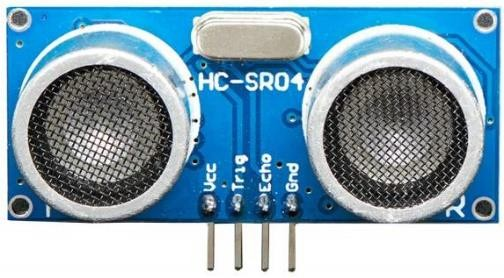 HC-SR04
Vcc
Trig
Echo
Gnd
R